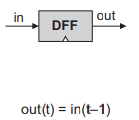 in DFF out
out(t) = in(t–1)